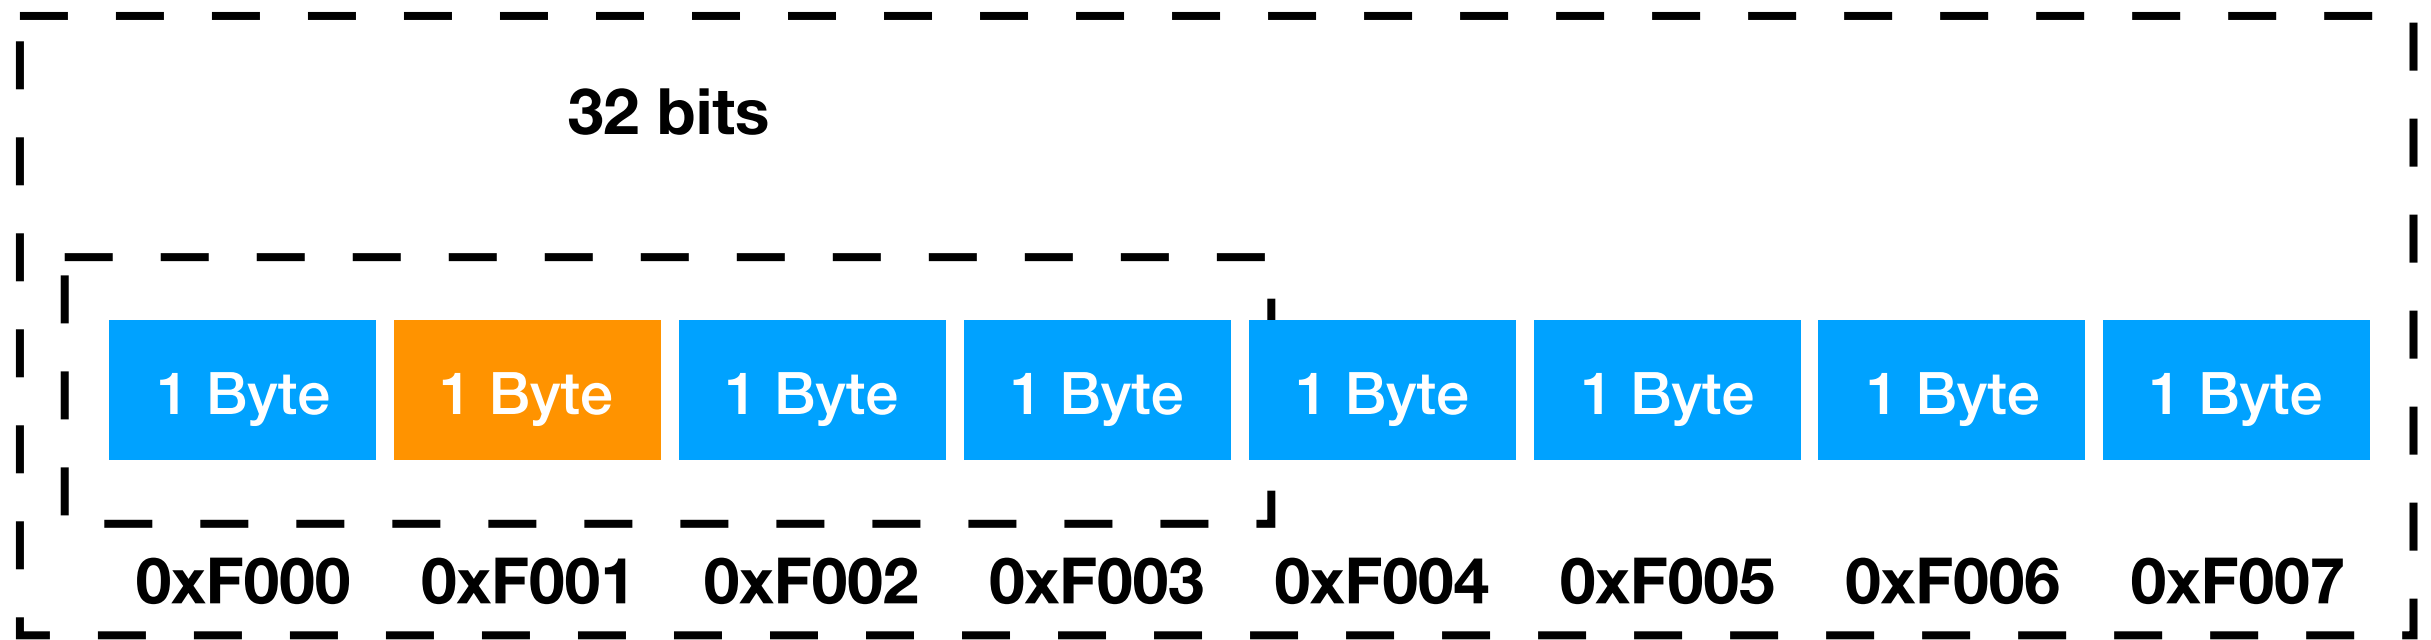 32 bits
1 Byte 1 Byte 1 Byte 1 Byte 1 Byte 1 Byte 1 Byte 1 Byte
0xF000 0xF001 0xF002 0xF003 0xF004 0xF005 0xF006 0xF007